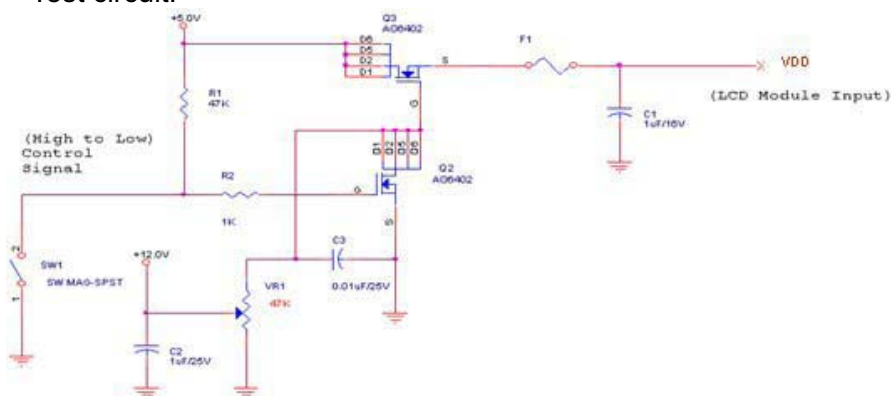 Test circuit:
+5.0V
Q3
AO6402
D6
D5
D2
D1
S
G
F1
VDD
(LCD Module Input)
C1
1uF/16V
R1
47K
(High to Low)
Control
Signal
D1
D2
D5
D6
Q2
AO6402
R2
1K
G
S
2
SW1
SW MAG-SPST
1
+12.0V
C3
0.01uF/25V
VR1
47K
C2
1uF/25V